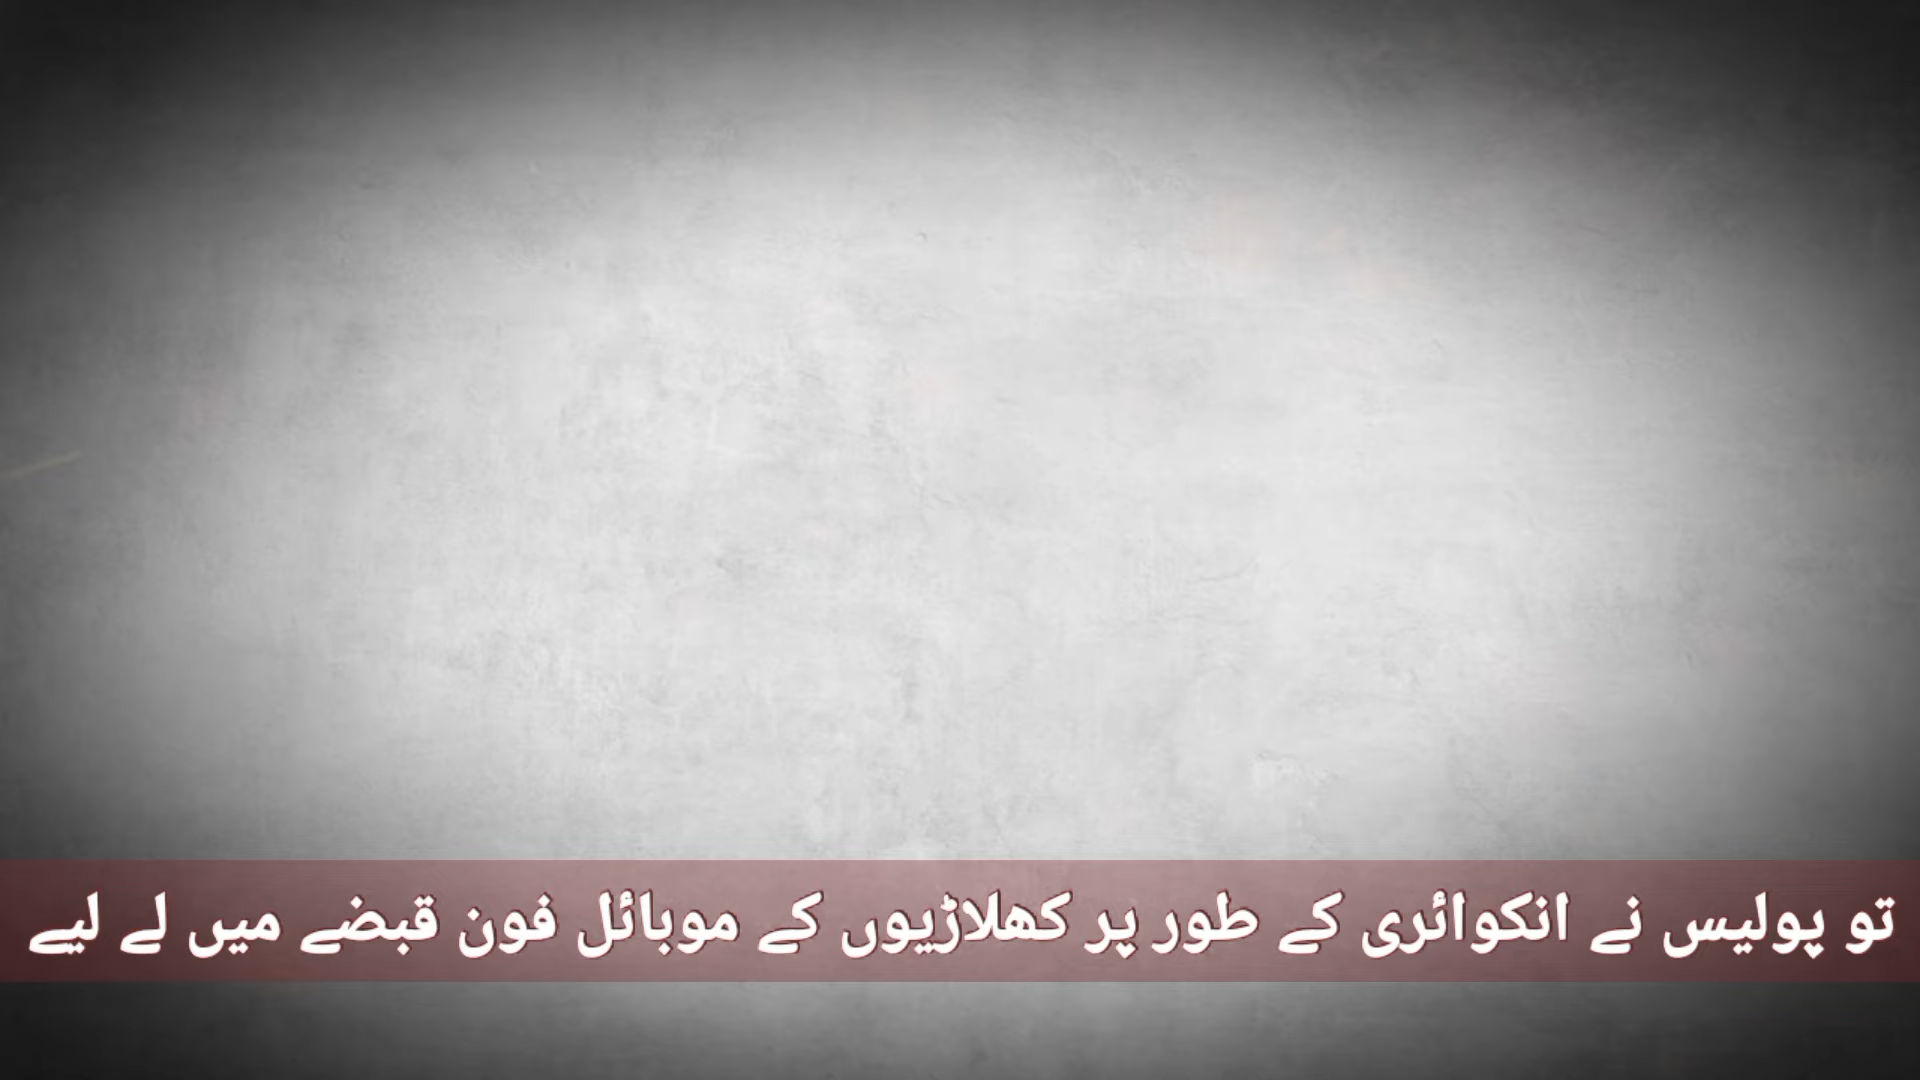 تو پولیس نے انکوائری کے طور پر کھلاڑیوں کے موبائل فون قبضے میں لے لیے